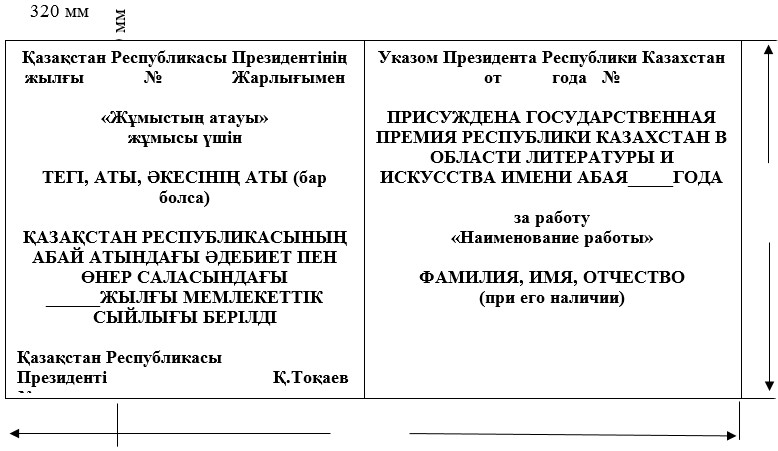 320 мм
мм
Қазақстан Республикасы Президентінің
жылғы № Жарлығымен
«Жұмыстың атауы»
жұмысы үшін
ТЕГІ, АТЫ, ӘКЕСІНІҢ АТЫ (бар
болса)
ҚАЗАҚСТАН РЕСПУБЛИКАСЫНЫҢ
АБАЙ АТЫНДАҒЫ ӘДЕБИЕТ ПЕН
ӨНЕР САЛАСЫНДАҒЫ
______ЖЫЛҒЫ МЕМЛЕКЕТТІК
СЫЙЛЫҒЫ БЕРІЛДІ
Қазақстан Республикасы
Президенті Қ.Тоқаев
Указом Президента Республики Казахстан
от года №
ПРИСУЖДЕНА ГОСУДАРСТВЕННАЯ
ПРЕМИЯ РЕСПУБЛИКИ КАЗАХСТАН В
ОБЛАСТИ ЛИТЕРАТУРЫ И
ИСКУССТВА ИМЕНИ АБАЯ_____ГОДА
за работу
«Наименование работы»
ФАМИЛИЯ, ИМЯ, ОТЧЕСТВО
(при его наличии)